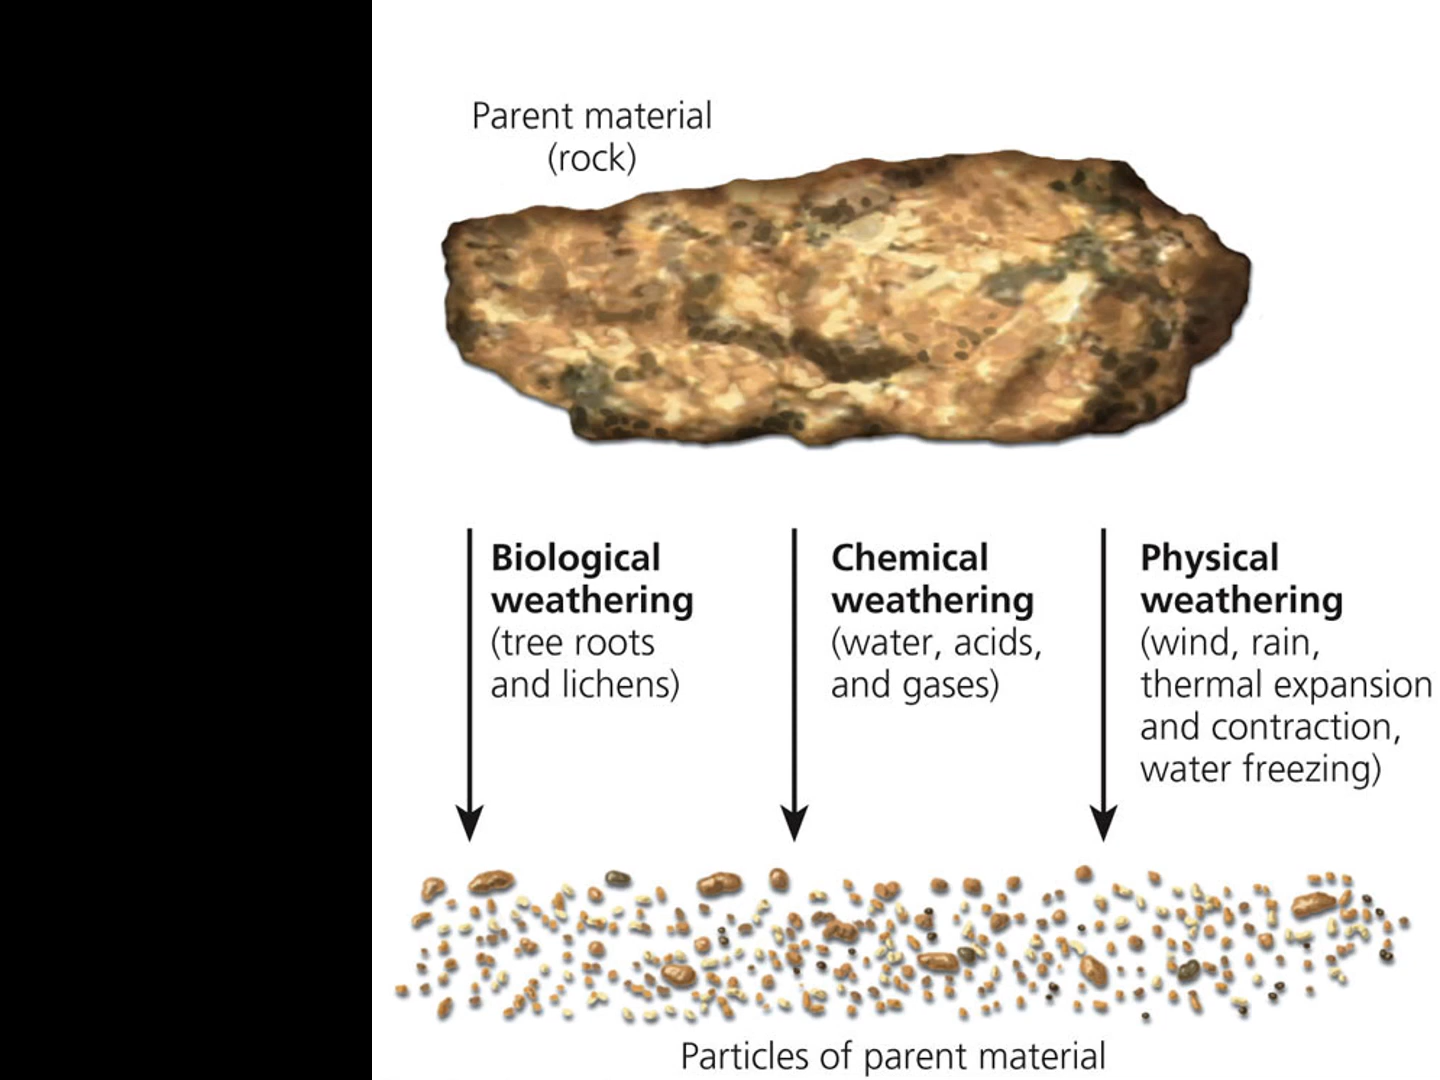 Parent material
(rock)
Biological
weathering
(tree roots
and lichens)
Chemical
weathering
(water, acids,
and gases)
Physical
weathering
(wind, rain,
thermal expansion
and contraction,
water freezing)
Particles of parent material